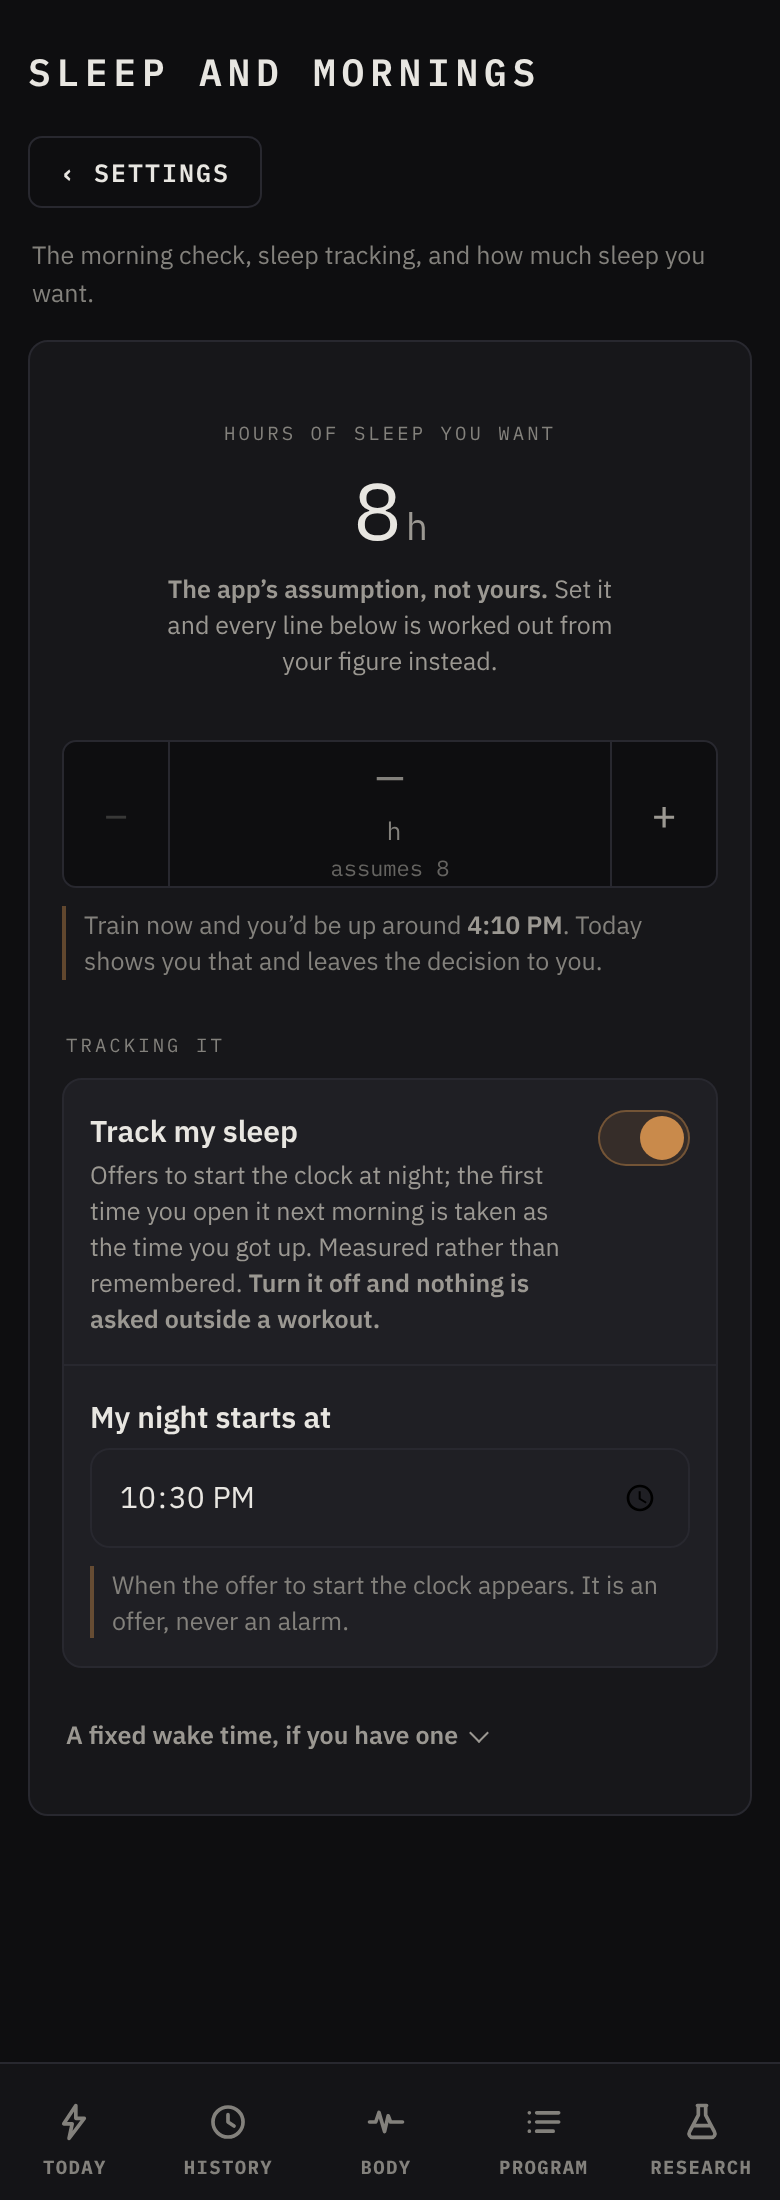 SLEEP AND MORNINGS
‹ SETTINGS
The morning check, sleep tracking, and how much sleep you
want.
HOURS OF SLEEP YOU WANT
8 h
The app’s assumption, not yours. Set it
and every line below is worked out from
your figure instead.
−
—
+
h
assumes 8
Train now and you’d be up around 4:10 PM. Today
shows you that and leaves the decision to you.
TRACKING IT
Track my sleep
Offers to start the clock at night; the first
time you open it next morning is taken as
the time you got up. Measured rather than
remembered. Turn it off and nothing is
asked outside a workout.
My night starts at
10:30 PM
When the offer to start the clock appears. It is an
offer, never an alarm.
A fixed wake time, if you have one
TODAY
HISTORY
BODY
PROGRAM
RESEARCH